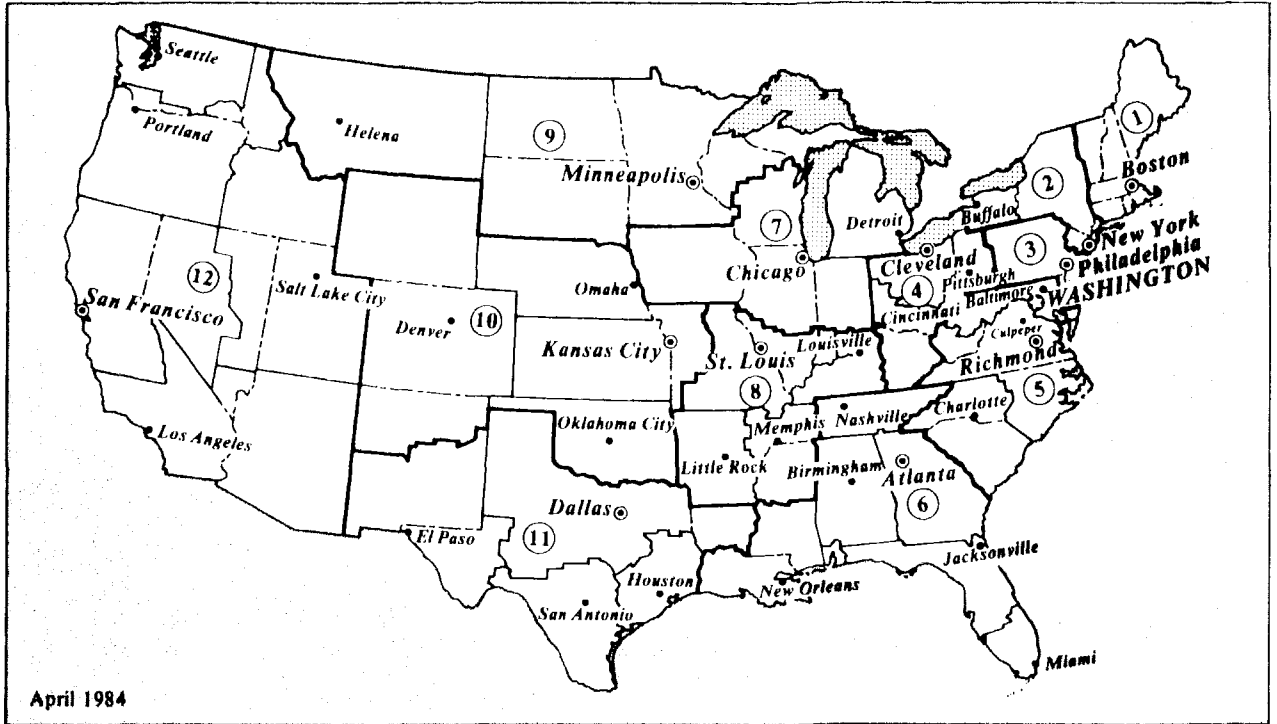 Seattle
Portland
Helena
9
Minneapolis
1
Boston
2
Buffalo
Detroit
7
Chicago
Cleveland
4
Pittsburgh
3
New York
Philadelphia
WASHINGTON
Baltimore
Cincinnati
Culpeper
Richmond
5
12
Salt Lake City
San Francisco
Omaha
Denver
10
Kansas City
St. Louis
Louisville
8
Los Angeles
Oklahoma City
Memphis
Nashville
Charlotte
Little Rock
Birmingham
Atlanta
6
Dallas
11
El Paso
Houston
San Antonio
New Orleans
Jacksonville
Miami
April 1984